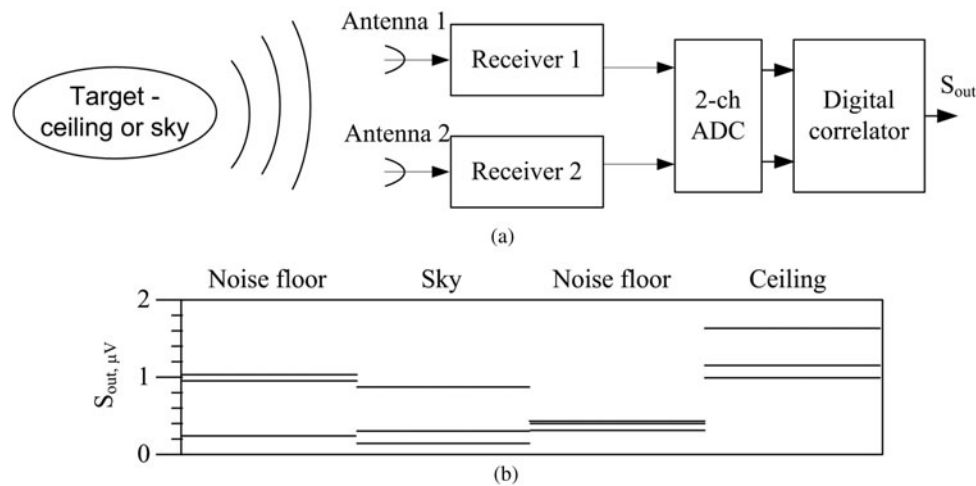 Antenna 1
Receiver 1
Target -
ceiling or sky
2-ch
ADC
Digital
correlator
S_out
Antenna 2
Receiver 2
(a)
Noise floor Sky Noise floor Ceiling
2
1
0
S_out, μV
(b)